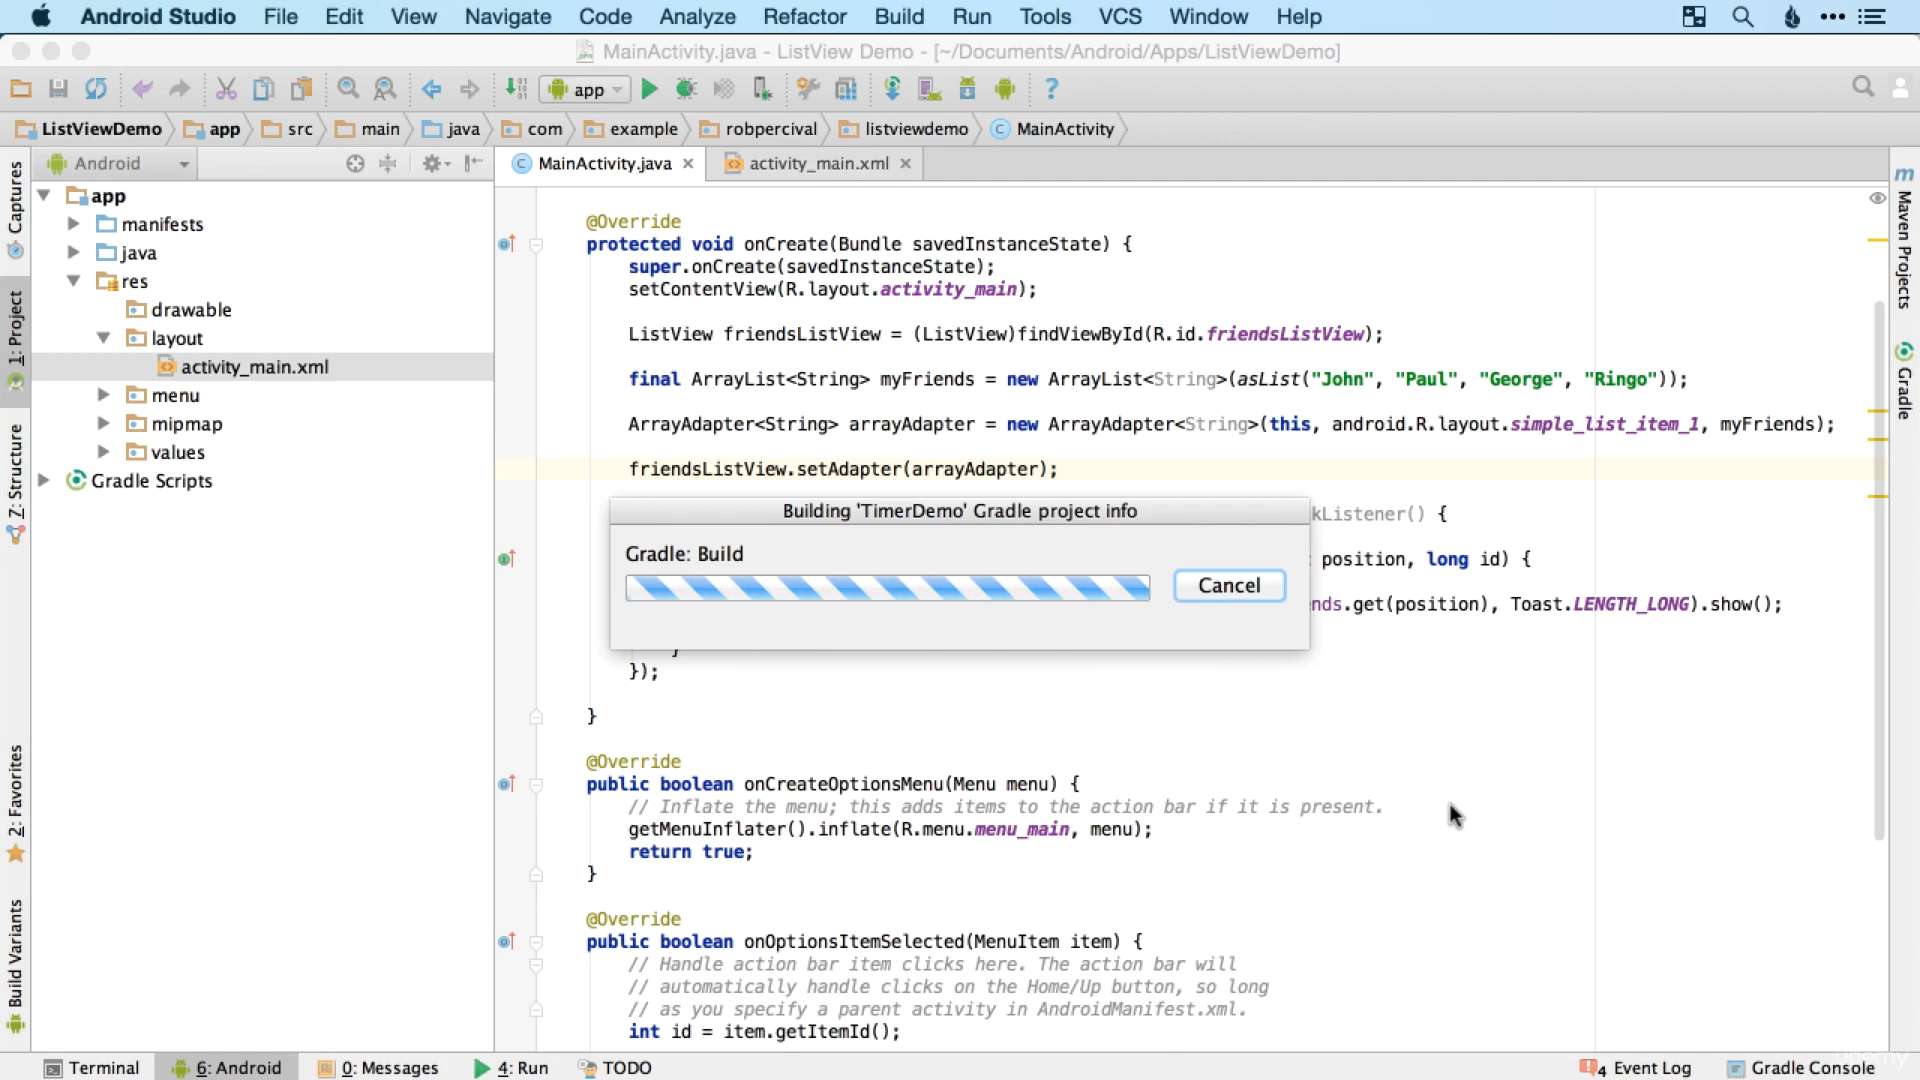 Android Studio File Edit View Navigate Code Analyze Refactor Build Run Tools VCS Window Help
MainActivity.java - ListView Demo - [~/Documents/Android/Apps/ListViewDemo]
app
?
ListViewDemo app src main java com example robpercival listviewdemo C MainActivity
Android
C MainActivity.java activity_main.xml
Captures
1: Project
7: Structure
2: Favorites
Build Variants
app
manifests
java
res
drawable
layout
activity_main.xml
menu
mipmap
values
Gradle Scripts
@Override
protected void onCreate(Bundle savedInstanceState) {
super.onCreate(savedInstanceState);
setContentView(R.layout.activity_main);
ListView friendsListView = (ListView)findViewById(R.id.friendsListView);
final ArrayList<String> myFriends = new ArrayList<String>(asList("John", "Paul", "George", "Ringo"));
ArrayAdapter<String> arrayAdapter = new ArrayAdapter<String>(this, android.R.layout.simple_list_item_1, myFriends);
friendsListView.setAdapter(arrayAdapter);
kListener() {
position, long id) {
nds.get(position), Toast.LENGTH_LONG).show();
}
});
}
@Override
public boolean onCreateOptionsMenu(Menu menu) {
// Inflate the menu; this adds items to the action bar if it is present.
getMenuInflater().inflate(R.menu.menu_main, menu);
return true;
}
@Override
public boolean onOptionsItemSelected(MenuItem item) {
// Handle action bar item clicks here. The action bar will
// automatically handle clicks on the Home/Up button, so long
// as you specify a parent activity in AndroidManifest.xml.
int id = item.getItemId();
Building 'TimerDemo' Gradle project info
Gradle: Build
Cancel
m Maven Projects
Gradle
Terminal 6: Android 0: Messages 4: Run TODO 4 Event Log Gradle Console
udemy